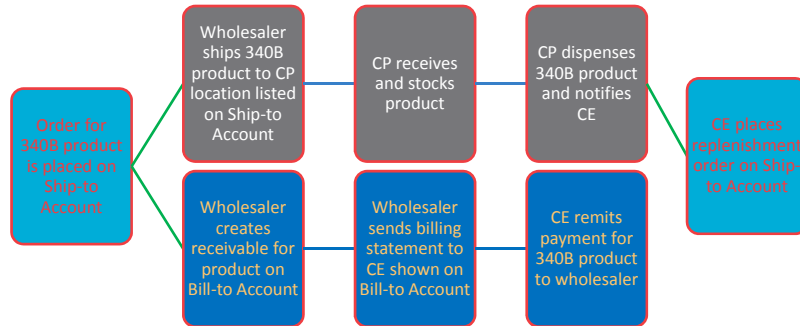 Order for
340B product
is placed on
Ship-to
Account
Wholesaler
ships 340B
product to CP
location listed
on Ship-to
Account
CP receives
and stocks
product
CP dispenses
340B product
and notifies
CE
Wholesaler
creates
receivable for
product on
Bill-to Account
Wholesaler
sends billing
statement to
CE shown on
Bill-to Account
CE remits
payment for
340B product
to wholesaler
CE places
replenishment
order on Ship-
to Account